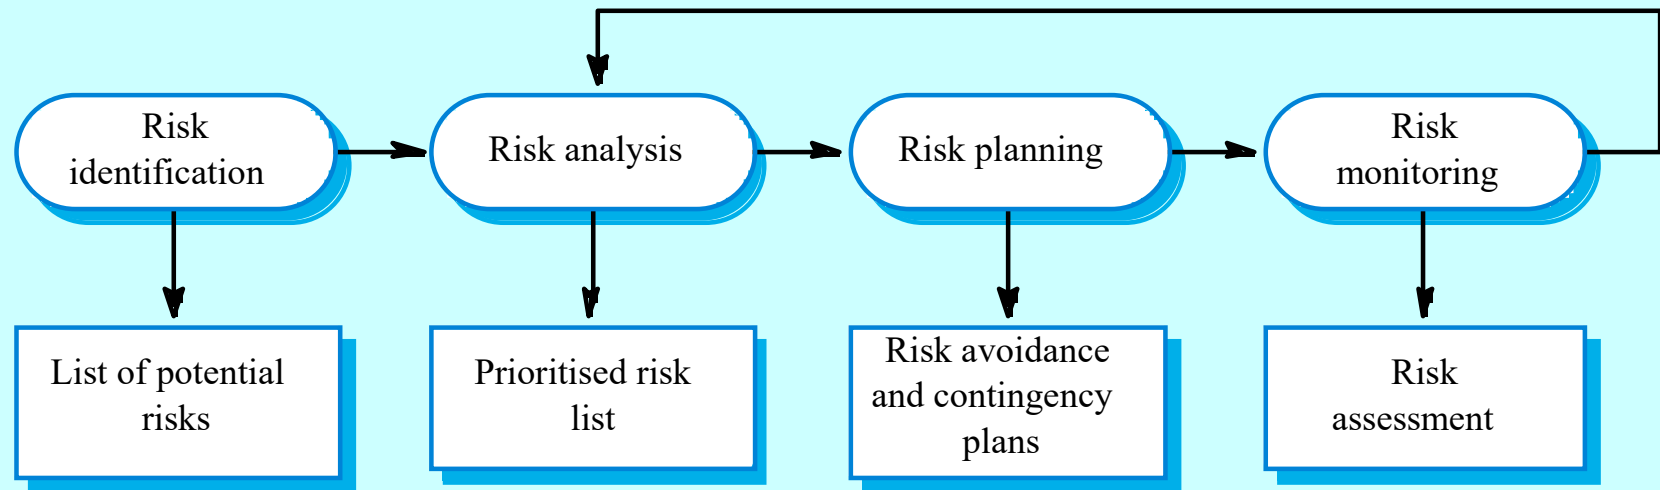 Risk
identification
Risk analysis
Risk planning
Risk
monitoring
List of potential
risks
Prioritised risk
list
Risk avoidance
and contingency
plans
Risk
assessment